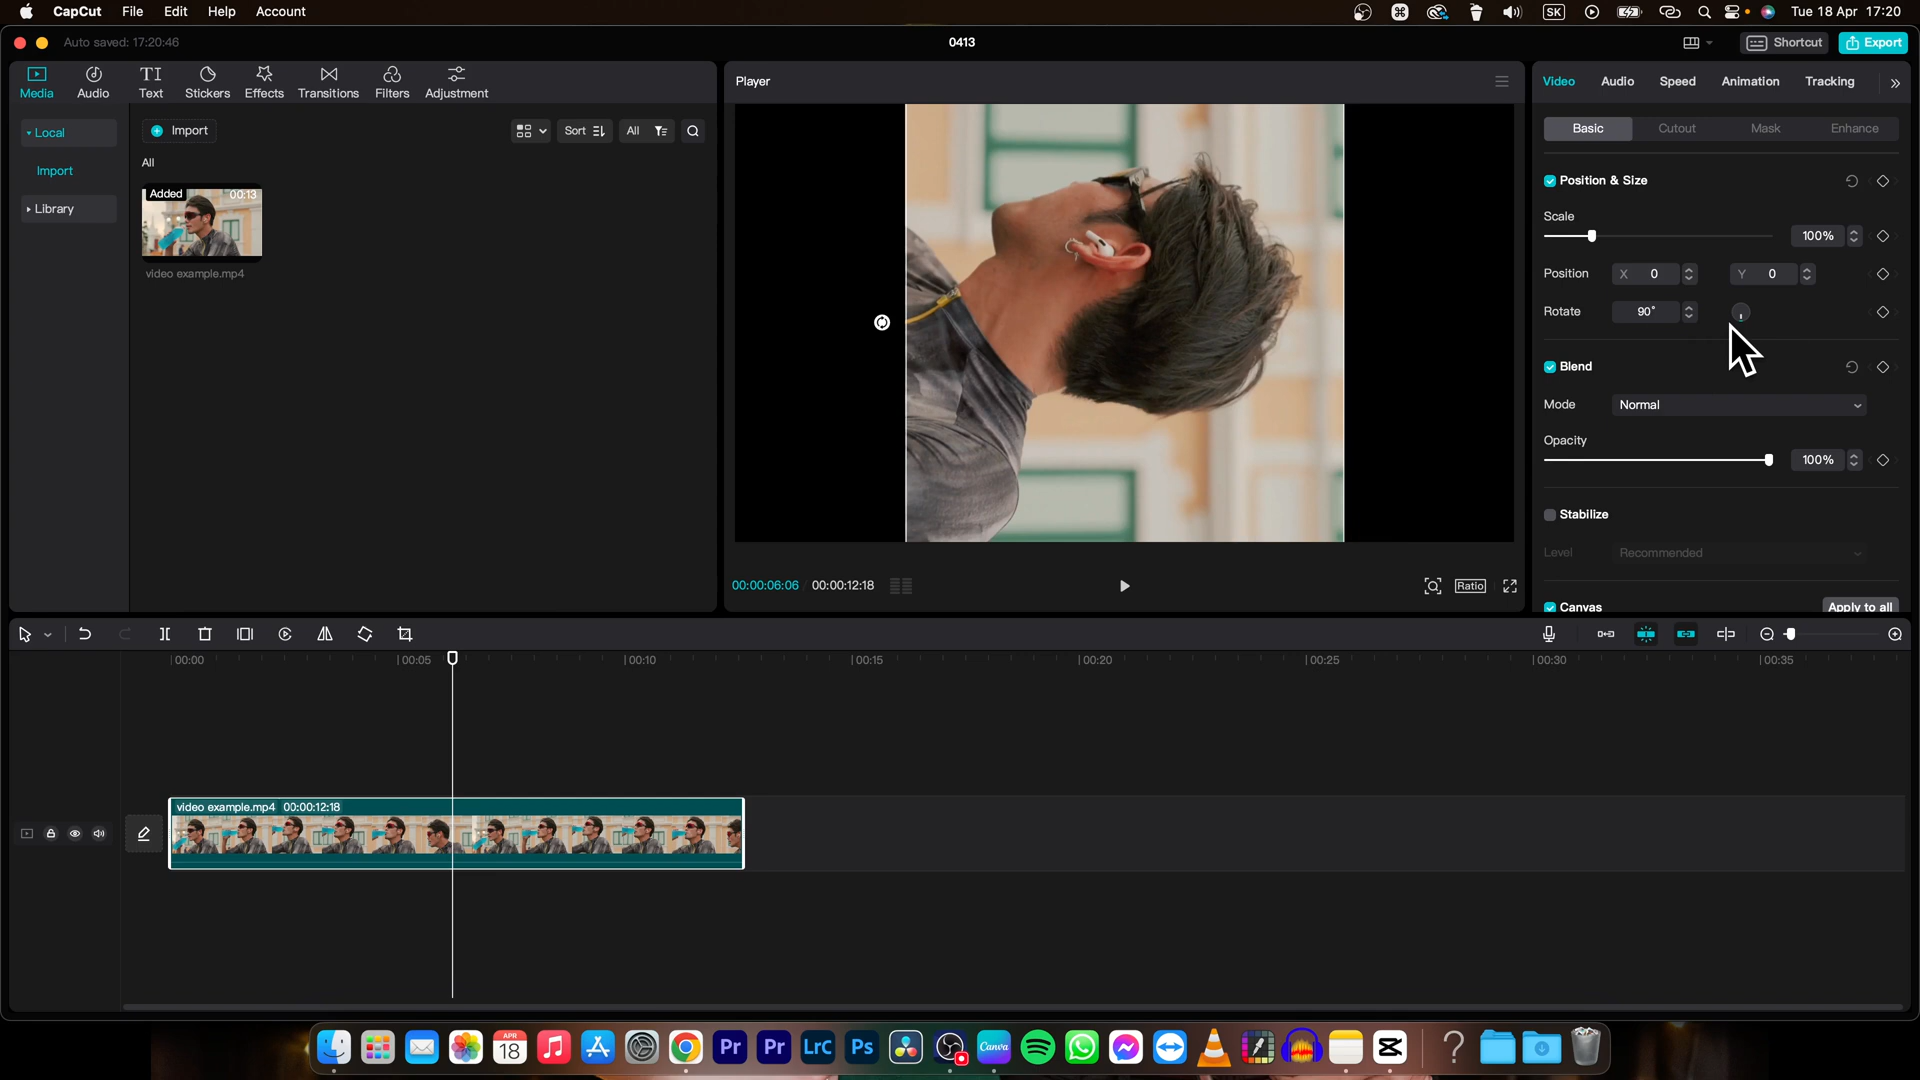 CapCut File Edit Help Account SK Tue 18 Apr 17:20
Auto saved: 17:20:46 0413 Shortcut Export
Media Audio TI Text Stickers Effects Transitions Filters Adjustment
Player
Video Audio Speed Animation Tracking
Local
Import
Library
Import Sort All
All
Added 00:13
video example.mp4
00:00:06:06 00:00:12:18 Ratio
Basic Cutout Mask Enhance
Position & Size
Scale
100%
Position X 0 Y 0
Rotate 90°
Blend
Mode Normal
Opacity
100%
Stabilize
Level Recommended
Canvas Apply to all
00:00 00:05 00:10 00:15 00:20 00:25 00:30 00:35
video example.mp4 00:00:12:18
APR 18 Pr Pr LrC Ps Canva